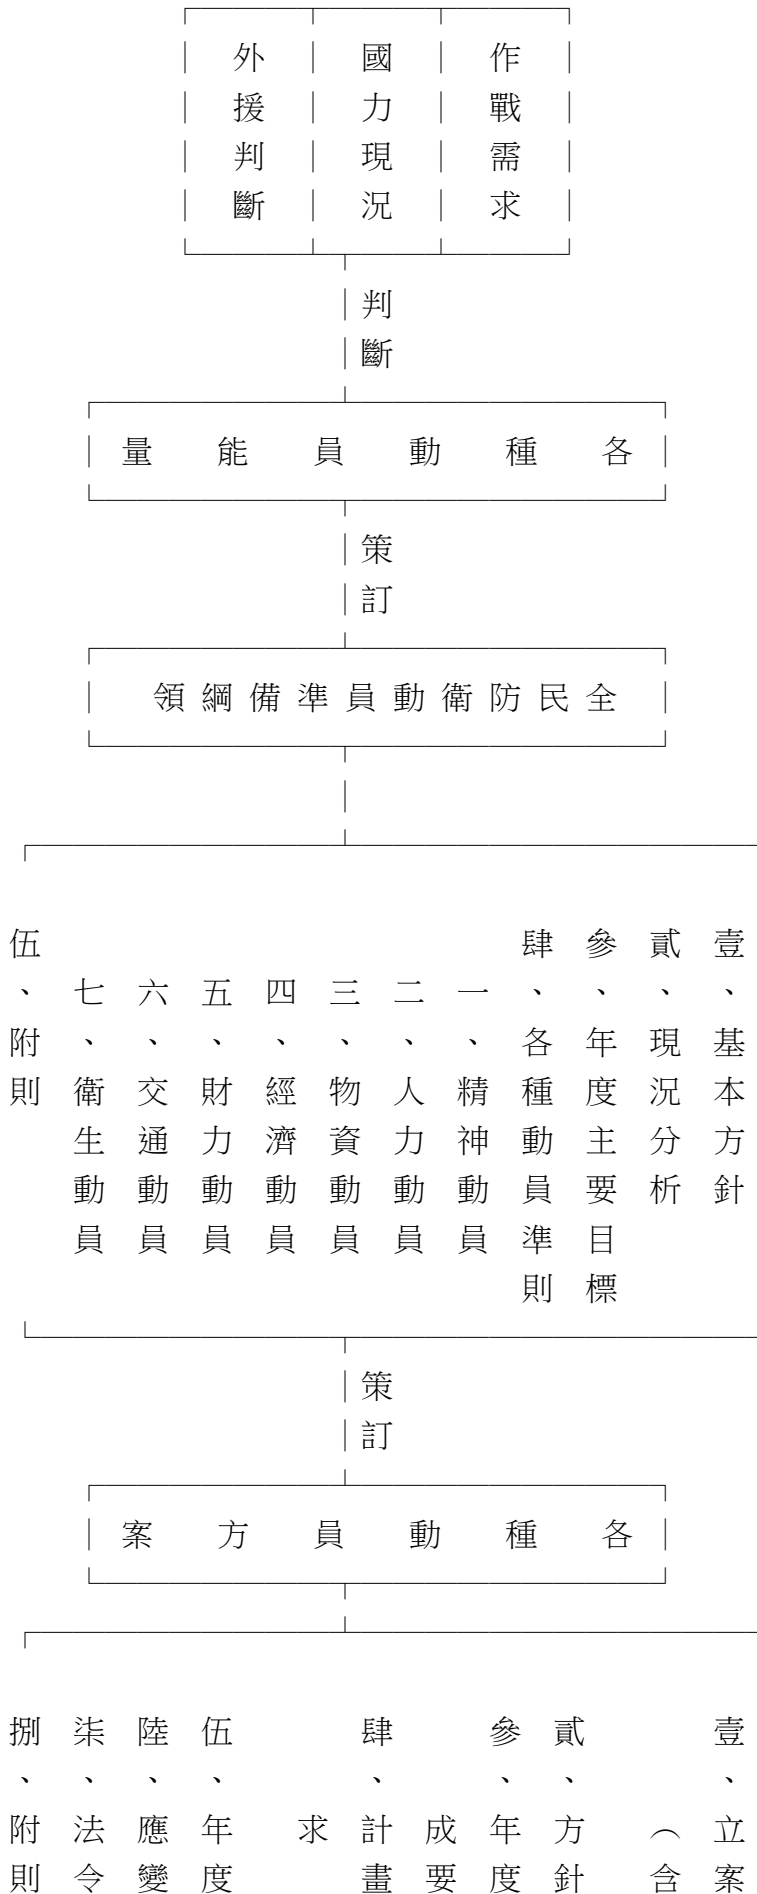 作戰需求
國力現況
外援判斷
判斷
各種動員能量
策訂
全民防衛動員準備綱領
壹、基本方針
貳、現況分析
參、年度主要目標
肆、各種動員準則
一、精神動員
二、人力動員
三、物資動員
四、經濟動員
五、財力動員
六、交通動員
七、衛生動員
伍、附則
策訂
各種動員方案
壹、立案
（含
貳、方針
參、年度
成要
肆、計畫
求
伍、年度
陸、應變
柒、法令
捌、附則